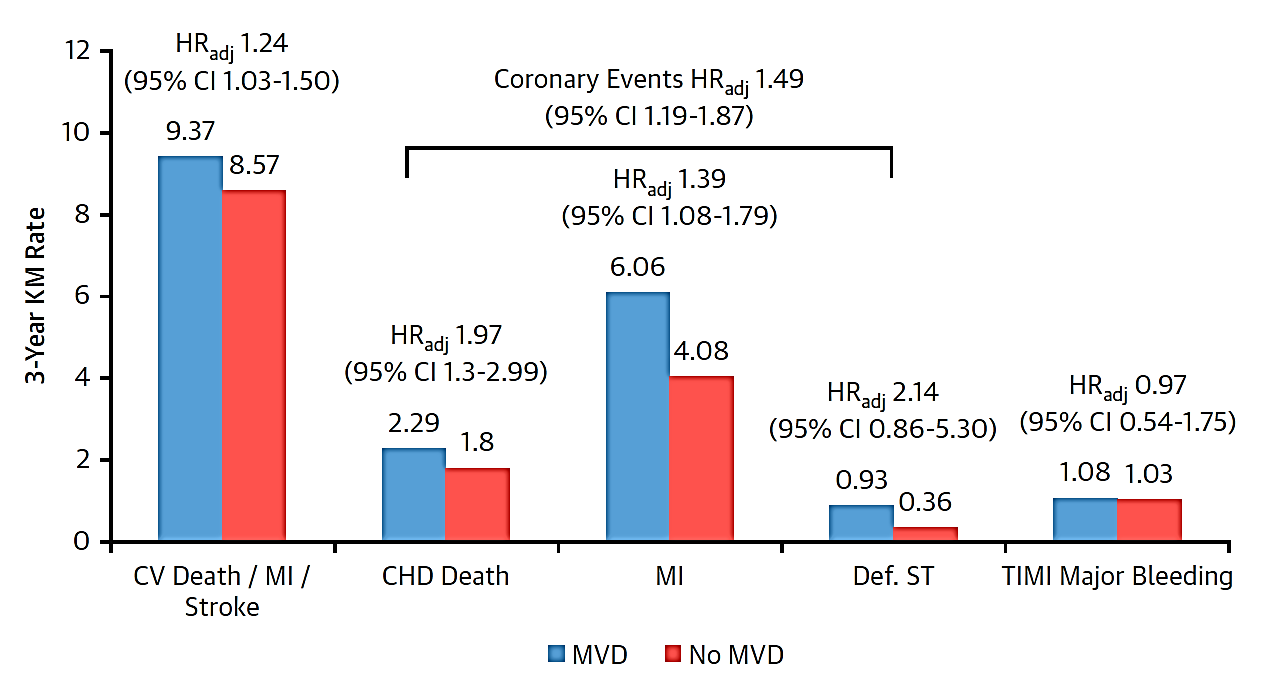 12
10
8
6
4
2
0
3-Year KM Rate
HRadj 1.24
(95% CI 1.03-1.50)
9.37
8.57
Coronary Events HRadj 1.49
(95% CI 1.19-1.87)
HRadj 1.97
(95% CI 1.3-2.99)
2.29
1.8
HRadj 1.39
(95% CI 1.08-1.79)
6.06
4.08
HRadj 2.14
(95% CI 0.86-5.30)
0.93
0.36
HRadj 0.97
(95% CI 0.54-1.75)
1.08
1.03
CV Death / MI /
Stroke
CHD Death
MI
Def. ST
TIMI Major Bleeding
MVD
No MVD